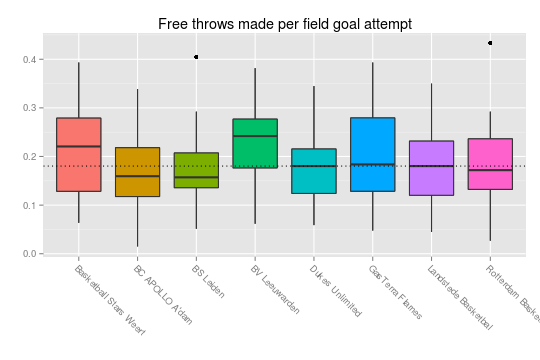 Free throws made per field goal attempt
0.4
0.3
0.2
0.1
0.0
Basketball Stars Weert
BC APOLLO A'dam
BS Leiden
BV Leeuwarden
Dukes Unlimited
GasTerra Flames
Landstede Basketbal
Rotterdam Basket